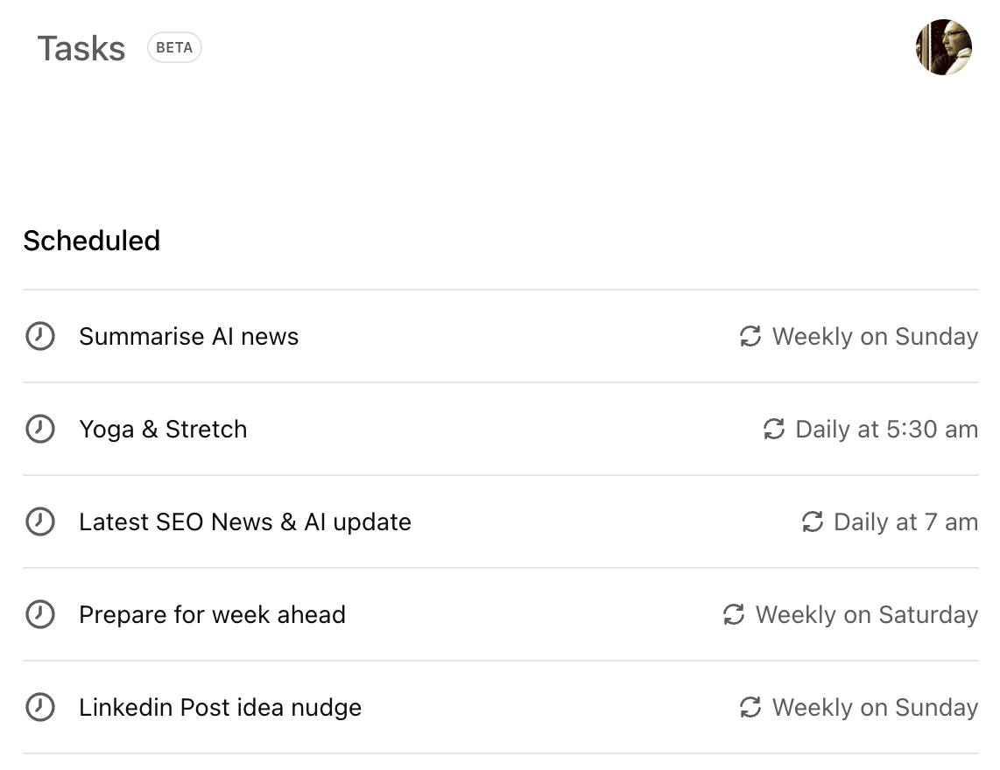 Tasks BETA
Scheduled
Summarise AI news Weekly on Sunday
Yoga & Stretch Daily at 5:30 am
Latest SEO News & AI update Daily at 7 am
Prepare for week ahead Weekly on Saturday
Linkedin Post idea nudge Weekly on Sunday